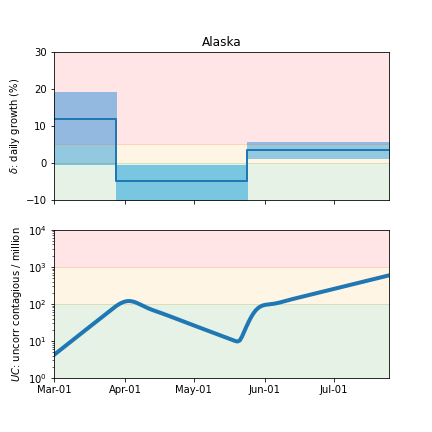 Alaska
δ: daily growth (%)
30
20
10
0
−10
UC: uncorr contagious / million
10⁴
10³
10²
10¹
10⁰
Mar-01 Apr-01 May-01 Jun-01 Jul-01